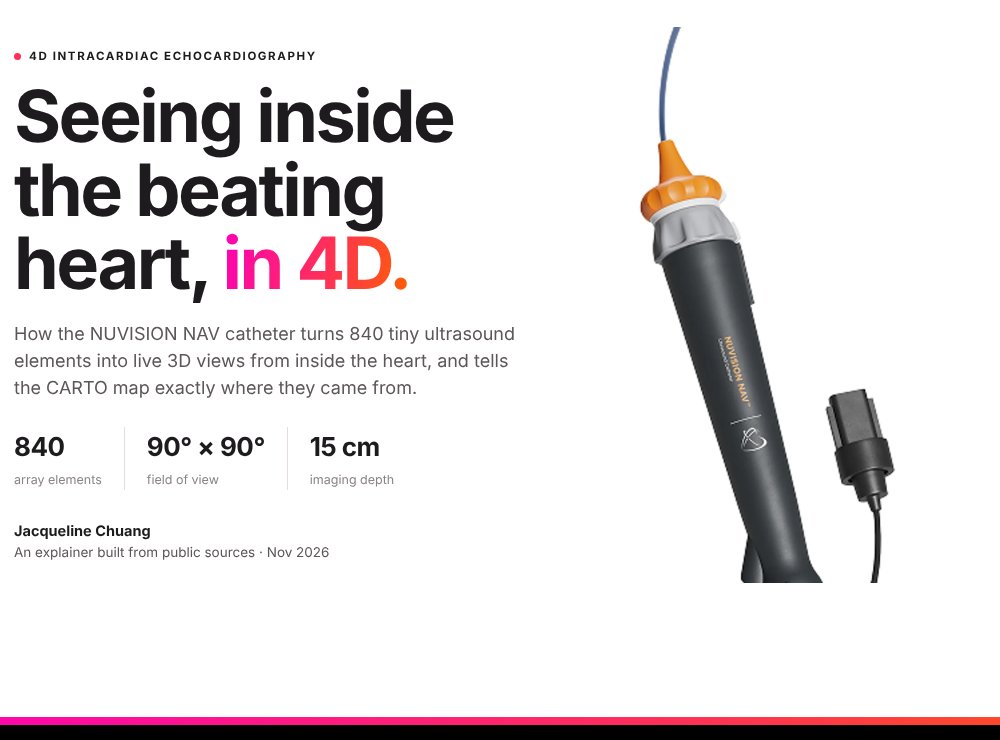 4D INTRACARDIAC ECHOCARDIOGRAPHY
Seeing inside
the beating
heart, in 4D.
How the NUVISION NAV catheter turns 840 tiny ultrasound
elements into live 3D views from inside the heart, and tells
the CARTO map exactly where they came from.
840
array elements
90° × 90°
field of view
15 cm
imaging depth
Jacqueline Chuang
An explainer built from public sources · Nov 2026
NUVISION NAV™
Ultrasound Catheter